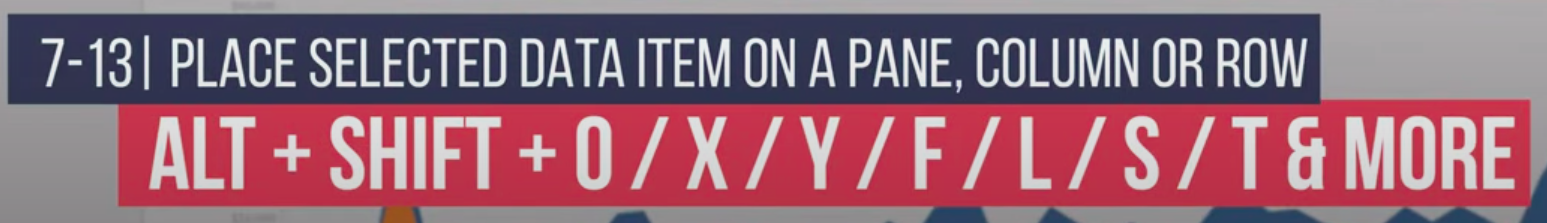 7-13| PLACE SELECTED DATA ITEM ON A PANE, COLUMN OR ROW
ALT + SHIFT + O / X / Y / F / L / S / T & MORE